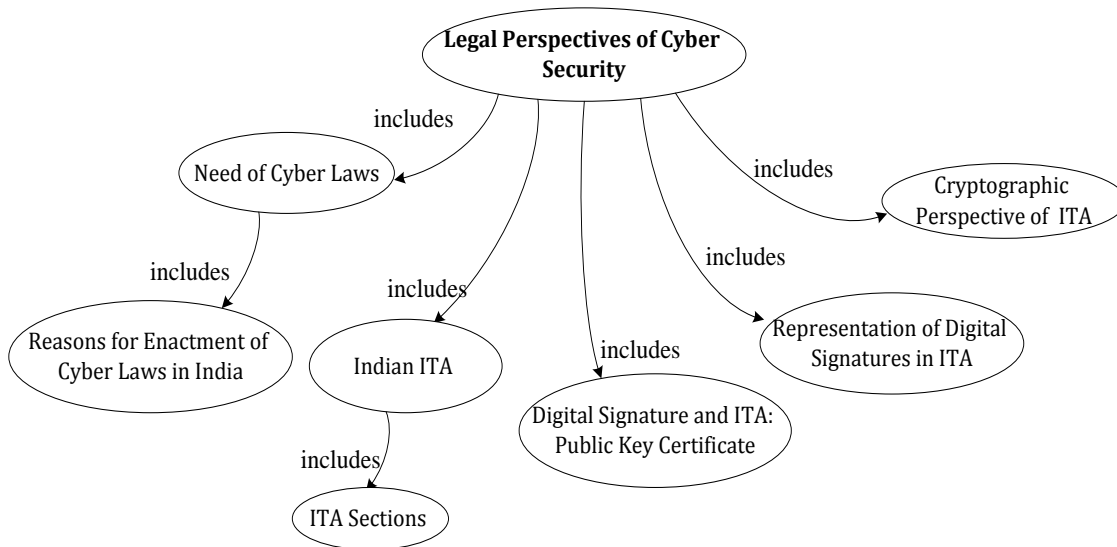 Legal Perspectives of Cyber
Security
includes
Need of Cyber Laws
includes
Cryptographic
Perspective of ITA
includes
Reasons for Enactment of
Cyber Laws in India
includes
Indian ITA
includes
Representation of Digital
Signatures in ITA
includes
Digital Signature and ITA:
Public Key Certificate
includes
ITA Sections